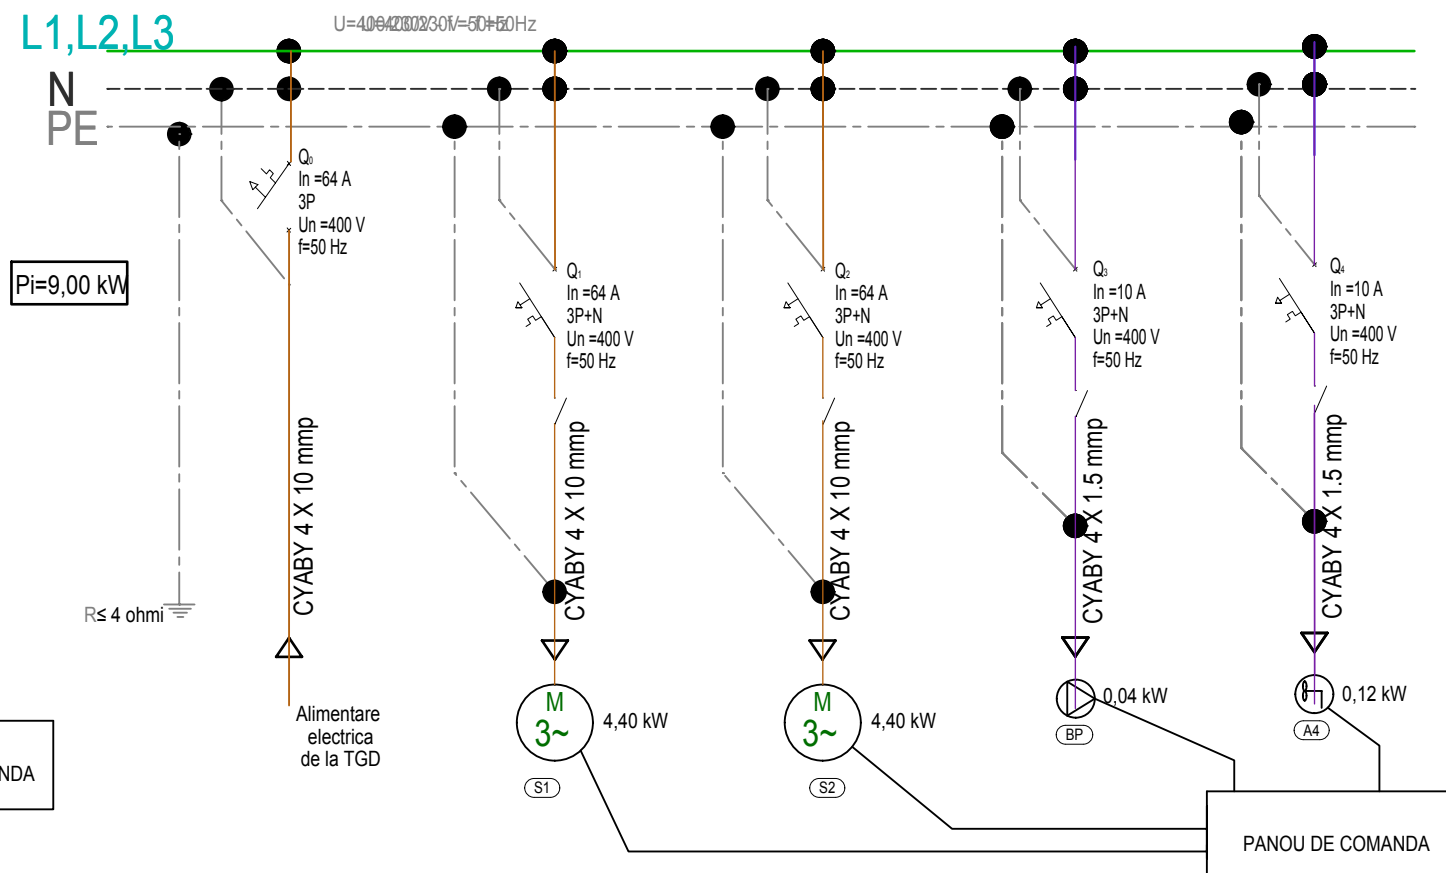 L1,L2,L3
N
PE
Q0
In =64 A
3P
Un =400 V
f=50 Hz
Pi=9,00 kW
Q1
In =64 A
3P+N
Un =400 V
f=50 Hz
Q2
In =64 A
3P+N
Un =400 V
f=50 Hz
Q3
In =10 A
3P+N
Un =400 V
f=50 Hz
Q4
In =10 A
3P+N
Un =400 V
f=50 Hz
CYABY 4 X 10 mmp
CYABY 4 X 10 mmp
CYABY 4 X 10 mmp
CYABY 4 X 1.5 mmp
CYABY 4 X 1.5 mmp
R≤ 4 ohmi
Alimentare
electrica
de la TGD
M
3~
4,40 kW
S1
M
3~
4,40 kW
S2
0,04 kW
BP
0,12 kW
A4
NDA
PANOU DE COMANDA